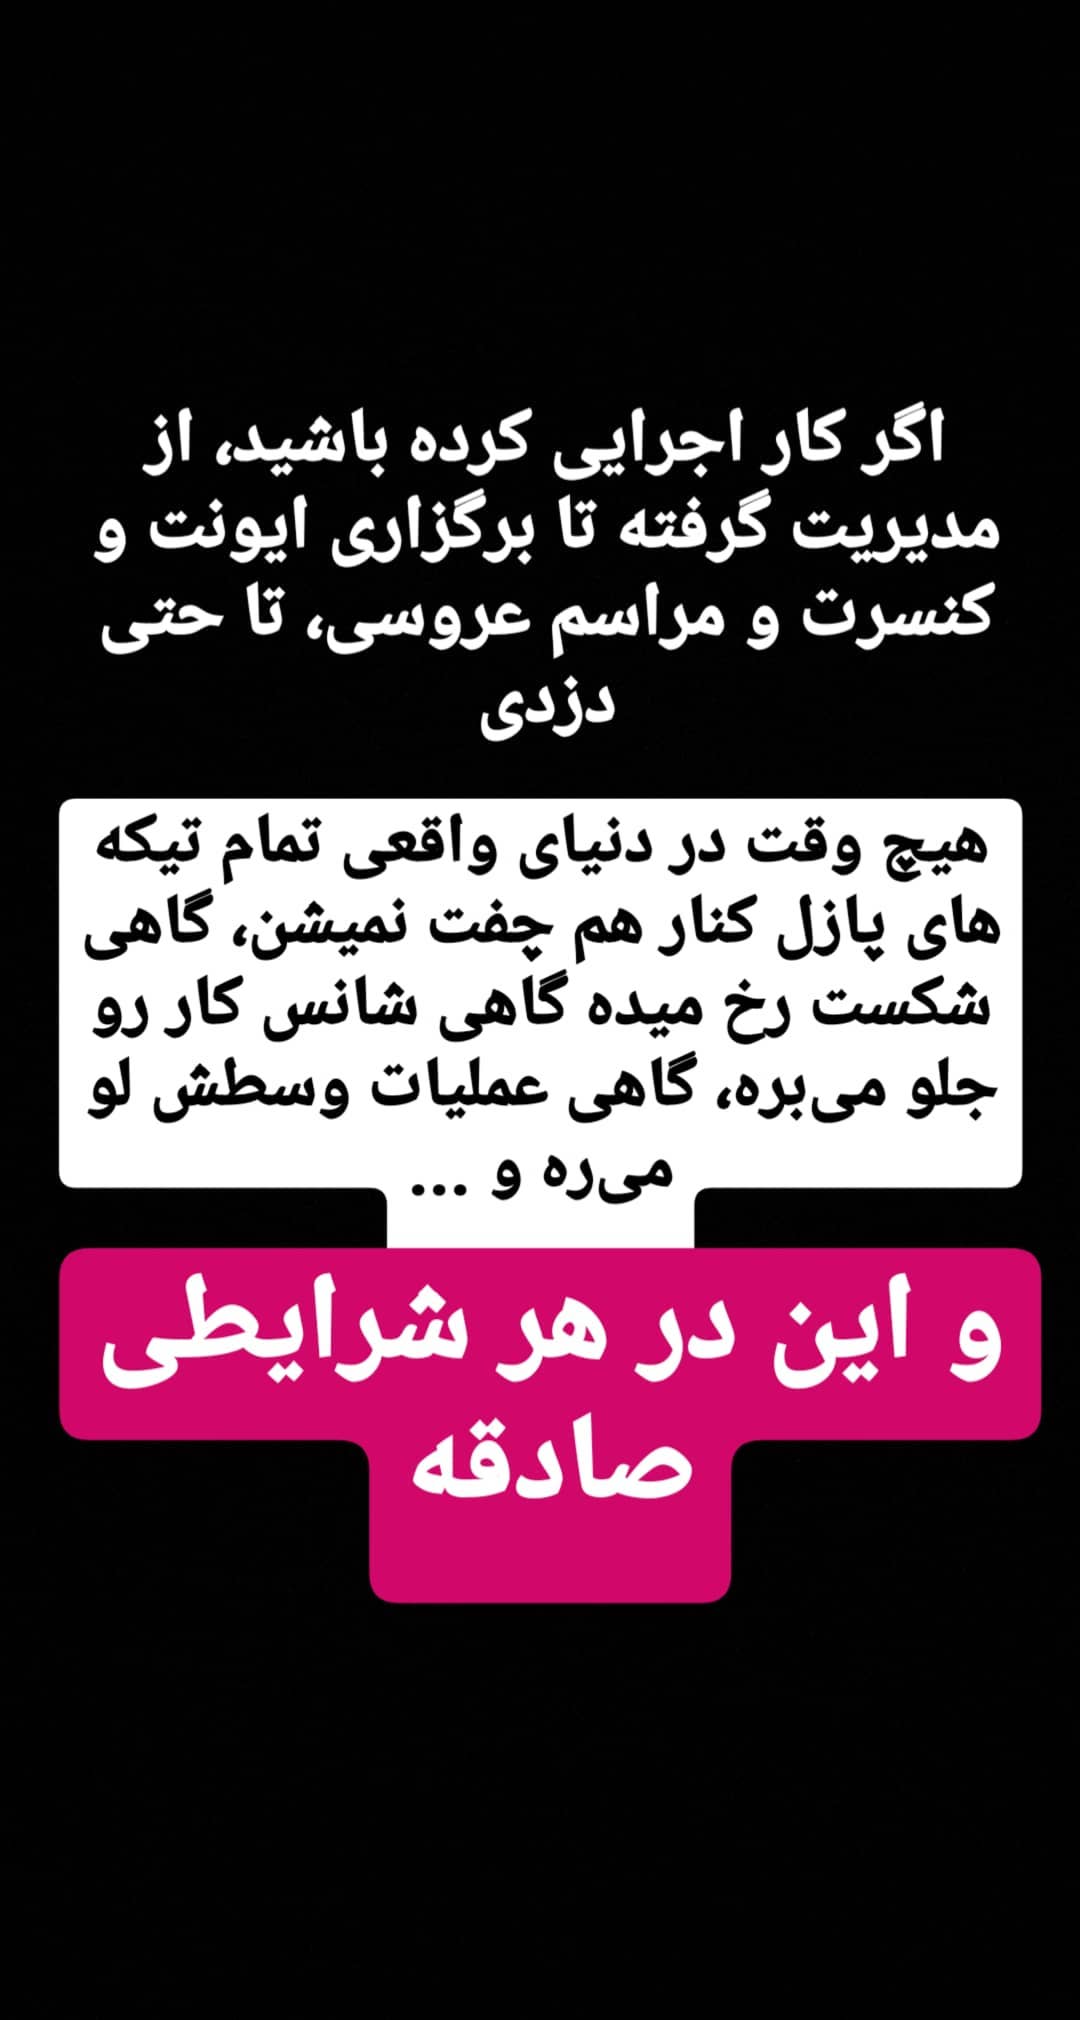 اگر کار اجرایی کرده باشید، از
مدیریت گرفته تا برگزاری ایونت و
کنسرت و مراسم عروسی، تا حتی
دزدی
هیچ وقت در دنیای واقعی تمام تیکه
های پازل کنار هم چفت نمیشن، گاهی
شکست رخ میده گاهی شانس کار رو
جلو می‌بره، گاهی عملیات وسطش لو
می‌ره و ...
و این در هر شرایطی
صادقه